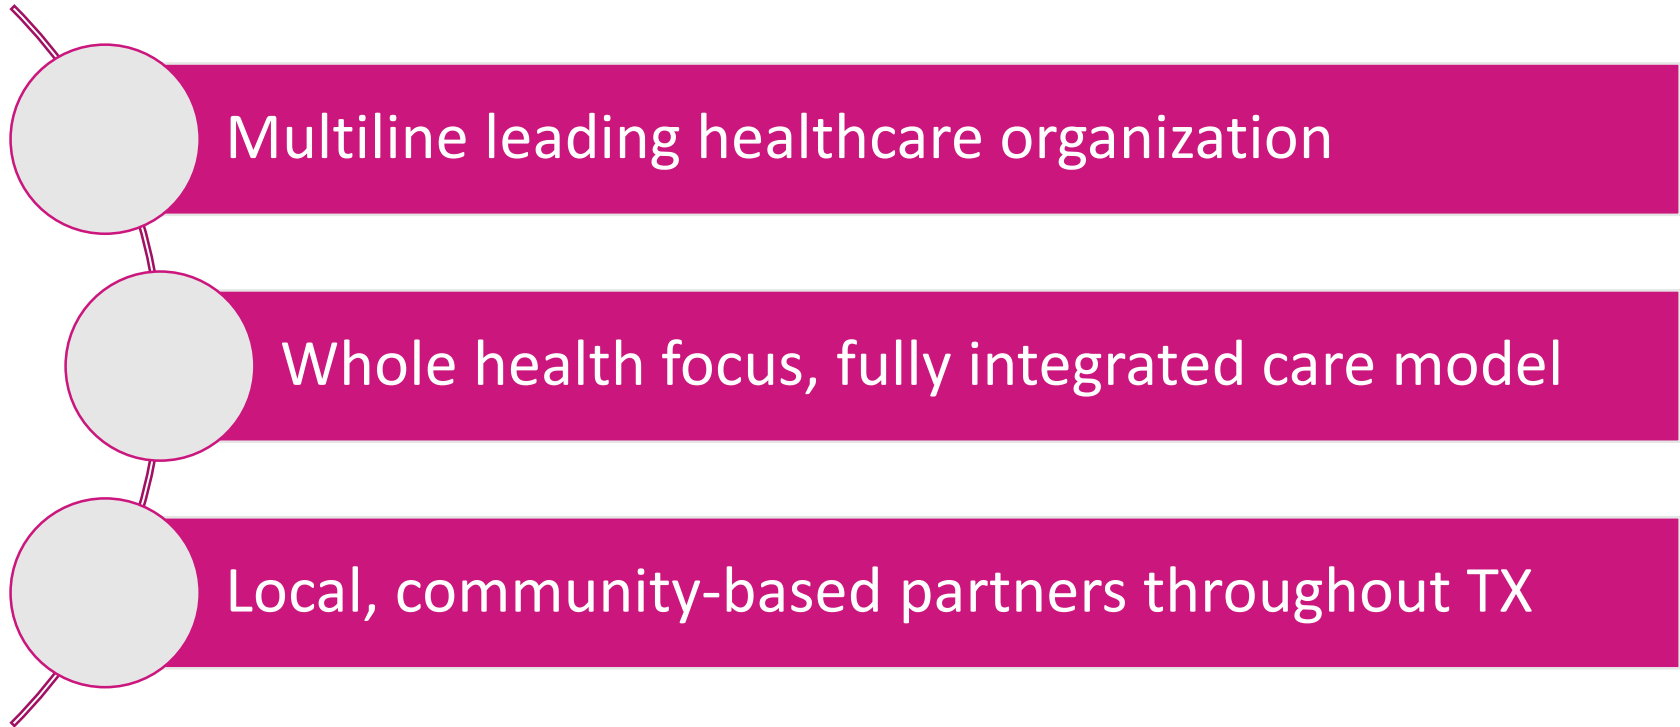 Multiline leading healthcare organization
Whole health focus, fully integrated care model
Local, community-based partners throughout TX